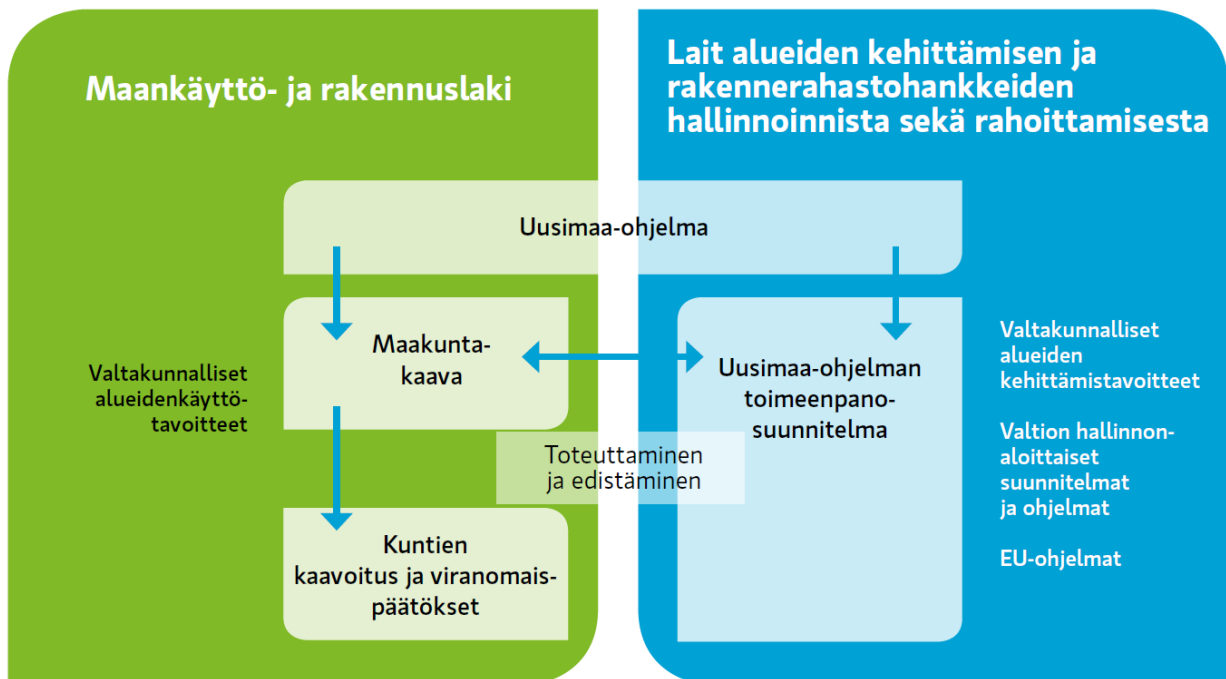 Maankäyttö- ja rakennuslaki
Lait alueiden kehittämisen ja
rakennerahastohankkeiden
hallinnoinnista sekä rahoittamisesta
Uusimaa-ohjelma
Maakunta-
kaava
Valtakunnalliset
alueidenkäyttö-
tavoitteet
Uusimaa-ohjelman
toimeenpano-
suunnitelma
Toteuttaminen
ja edistäminen
Kuntien
kaavoitus ja viranomais-
päätökset
Valtakunnalliset
alueiden
kehittämistavoitteet
Valtion hallinnon-
aloittaiset
suunnitelmat
ja ohjelmat
EU-ohjelmat